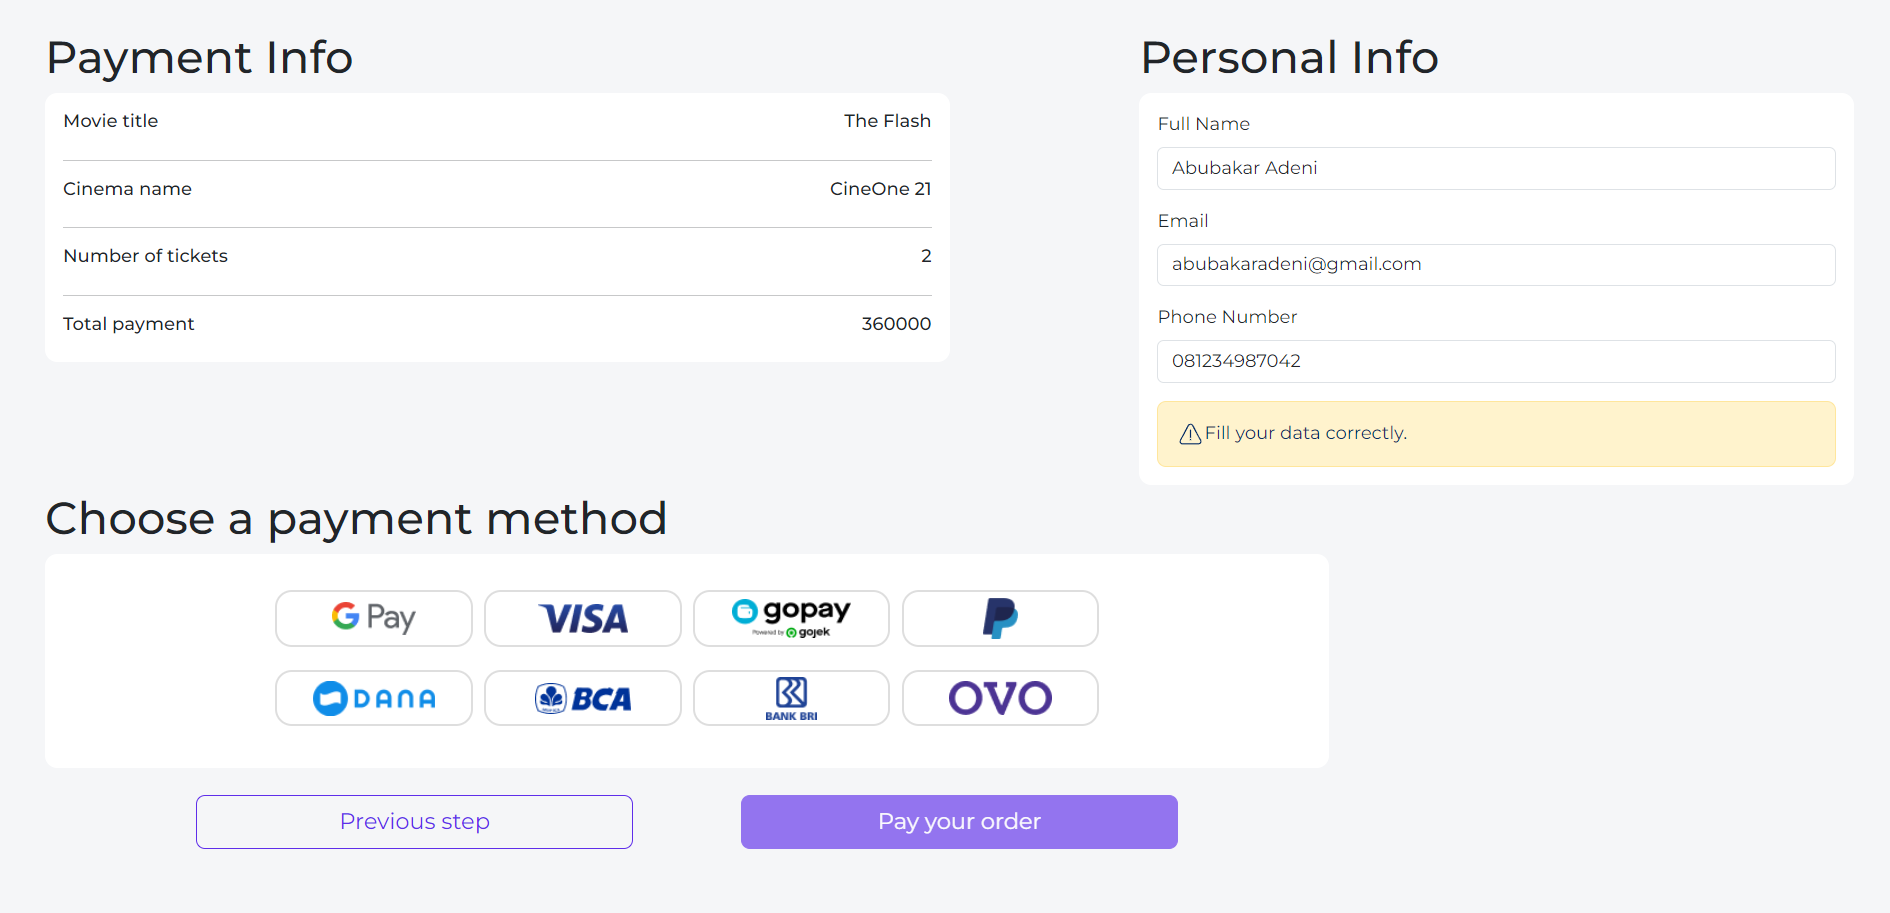 Payment Info
Movie title The Flash
Cinema name CineOne 21
Number of tickets 2
Total payment 360000
Personal Info
Full Name
Abubakar Adeni
Email
abubakaradeni@gmail.com
Phone Number
081234987042
Fill your data correctly.
Choose a payment method
G Pay
VISA
gopay
Powered by gojek
DANA
BCA
BANK BRI
OVO
Previous step
Pay your order